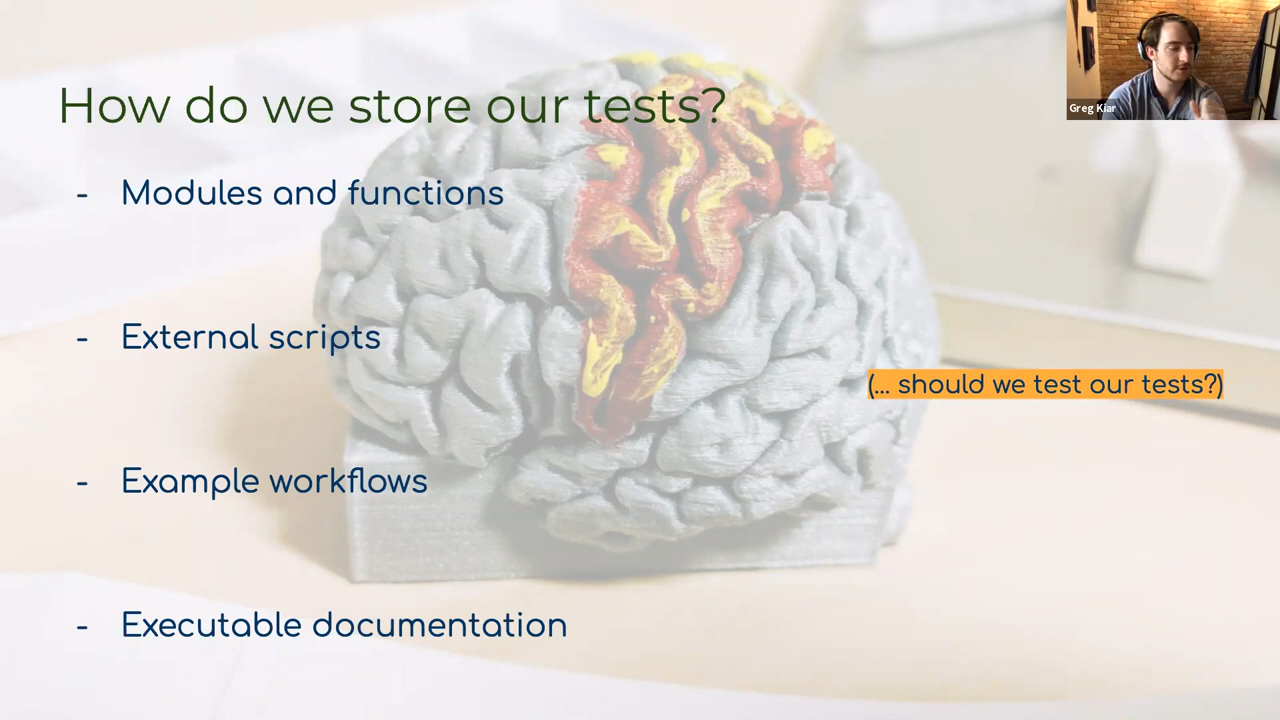 How do we store our tests?
- Modules and functions
- External scripts
(... should we test our tests?)
- Example workflows
- Executable documentation
Greg Kiar